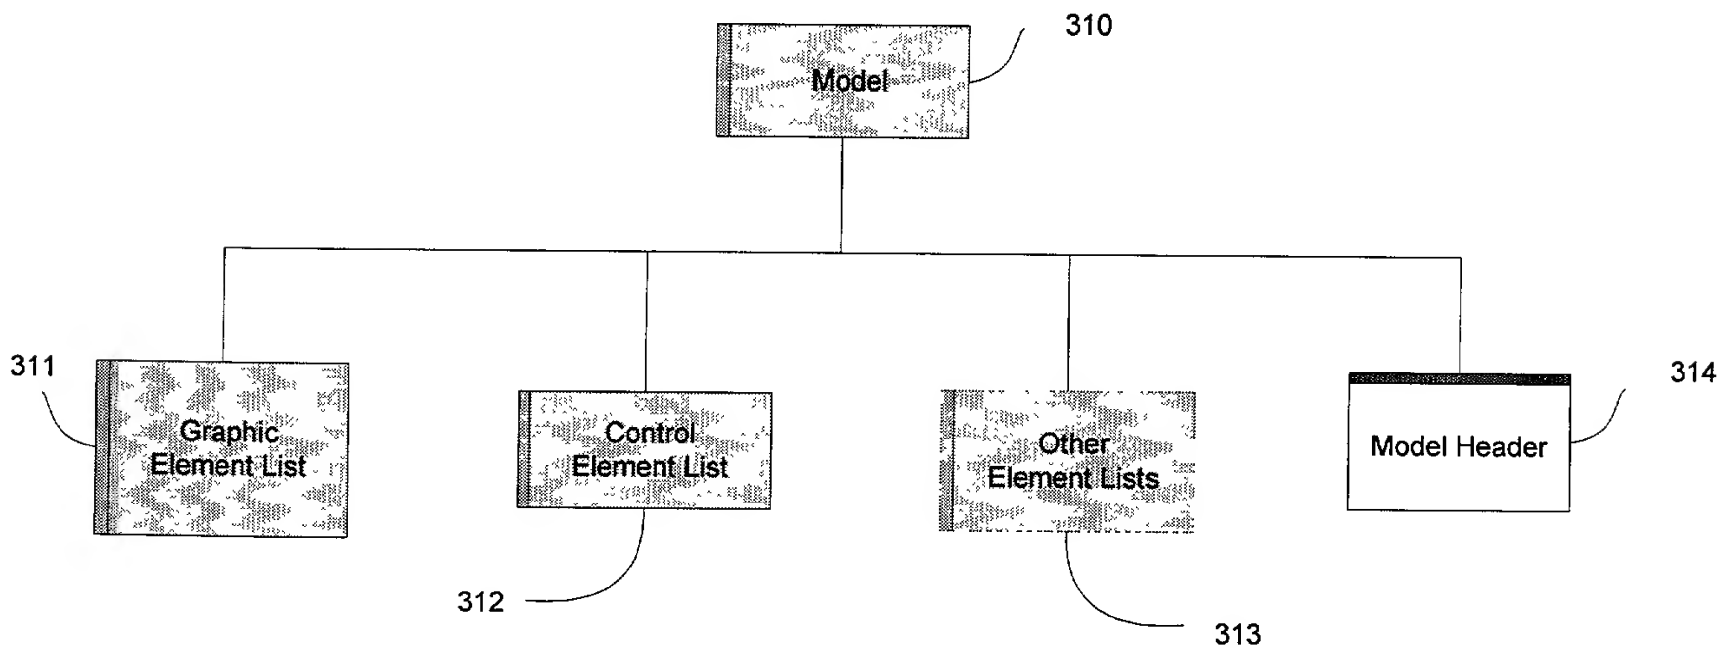 310
Model
311
Graphic
Element List
Control
Element List
Other
Element Lists
Model Header
314
312
313